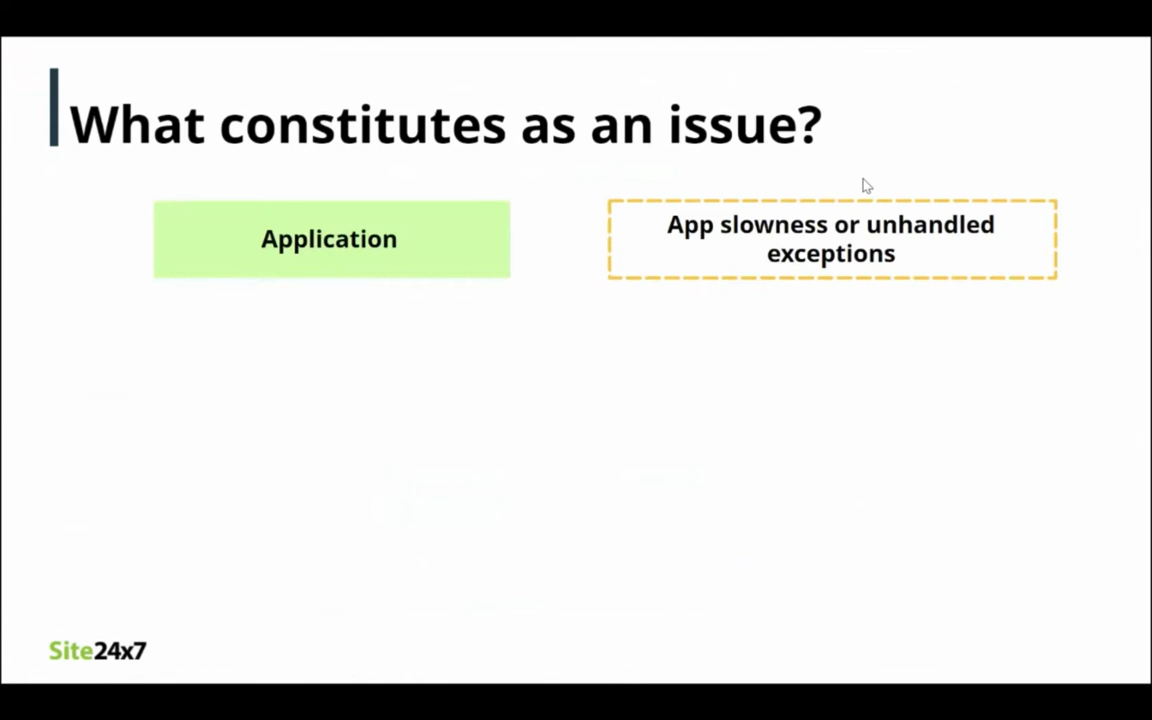 What constitutes as an issue?
Application
App slowness or unhandled
exceptions
Site24x7